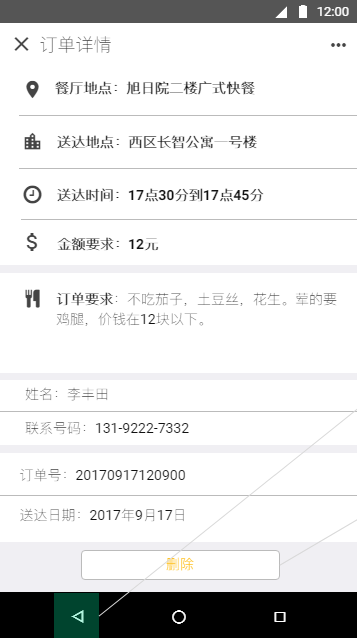 12:00
订单详情
餐厅地点：旭日院二楼广式快餐
送达地点：西区长智公寓一号楼
送达时间：17点30分到17点45分
金额要求：12元
订单要求：不吃茄子，土豆丝，花生。荤的要
鸡腿，价钱在12块以下。
姓名：李丰田
联系号码：131-9222-7332
订单号：20170917120900
送达日期：2017年9月17日
删除